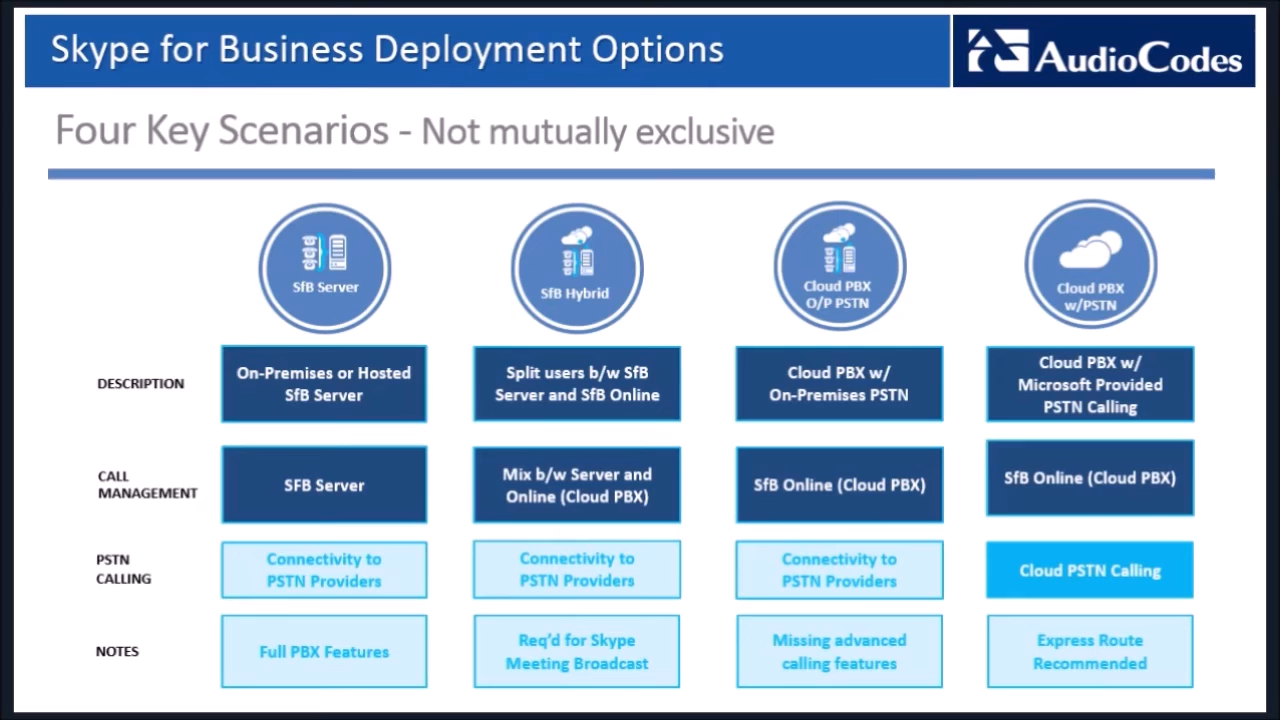 Skype for Business Deployment Options
AudioCodes
Four Key Scenarios - Not mutually exclusive
SfB Server
SfB Hybrid
Cloud PBX
O/P PSTN
Cloud PBX
w/PSTN
DESCRIPTION
On-Premises or Hosted
SfB Server
Split users b/w SfB
Server and SfB Online
Cloud PBX w/
On-Premises PSTN
Cloud PBX w/
Microsoft Provided
PSTN Calling
CALL
MANAGEMENT
SFB Server
Mix b/w Server and
Online (Cloud PBX)
SfB Online (Cloud PBX)
SfB Online (Cloud PBX)
PSTN
CALLING
Connectivity to
PSTN Providers
Connectivity to
PSTN Providers
Connectivity to
PSTN Providers
Cloud PSTN Calling
NOTES
Full PBX Features
Req'd for Skype
Meeting Broadcast
Missing advanced
calling features
Express Route
Recommended